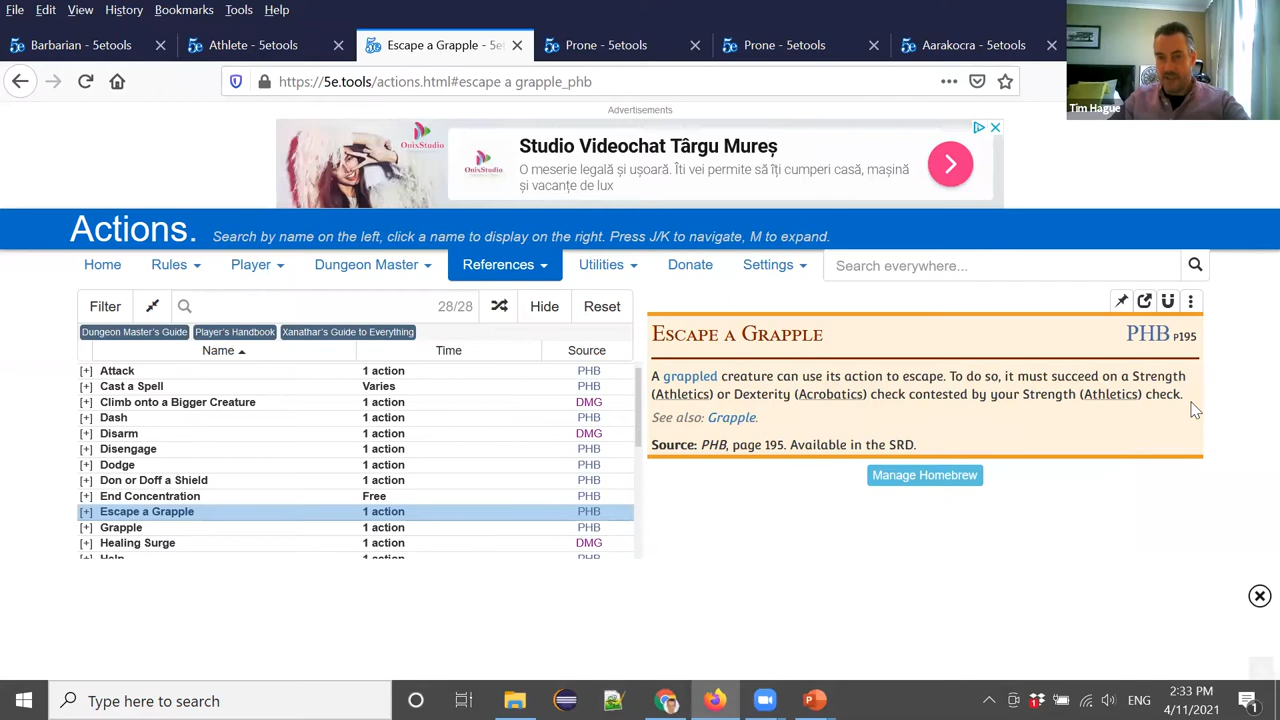 File Edit View History Bookmarks Tools Help
Barbarian - 5etools
Athlete - 5etools
Escape a Grapple - 5e
Prone - 5etools
Prone - 5etools
Aarakocra - 5etools
https://5e.tools/actions.html#escape a grapple_phb
Tim Hague
Advertisements
OnixStudio
OnixStudio
Studio Videochat Târgu Mureș
O meserie legală și ușoară. Îti vei permite să îți cumperi casă, mașină
și vacanțe de lux
Actions. Search by name on the left, click a name to display on the right. Press J/K to navigate, M to expand.
Home Rules Player Dungeon Master References Utilities Donate Settings Search everywhere...
Filter 28/28 Hide Reset
Dungeon Master's Guide Player's Handbook Xanathar's Guide to Everything
Name Time Source
[+] Attack 1 action PHB
[+] Cast a Spell Varies PHB
[+] Climb onto a Bigger Creature 1 action DMG
[+] Dash 1 action PHB
[+] Disarm 1 action DMG
[+] Disengage 1 action PHB
[+] Dodge 1 action PHB
[+] Don or Doff a Shield 1 action PHB
[+] End Concentration Free PHB
[+] Escape a Grapple 1 action PHB
[+] Grapple 1 action PHB
[+] Healing Surge 1 action DMG
[+] Help 1 action PHB
Escape a Grapple PHB p195
A grappled creature can use its action to escape. To do so, it must succeed on a Strength
(Athletics) or Dexterity (Acrobatics) check contested by your Strength (Athletics) check.
See also: Grapple.
Source: PHB, page 195. Available in the SRD.
Manage Homebrew
Type here to search
ENG
2:33 PM
4/11/2021
1